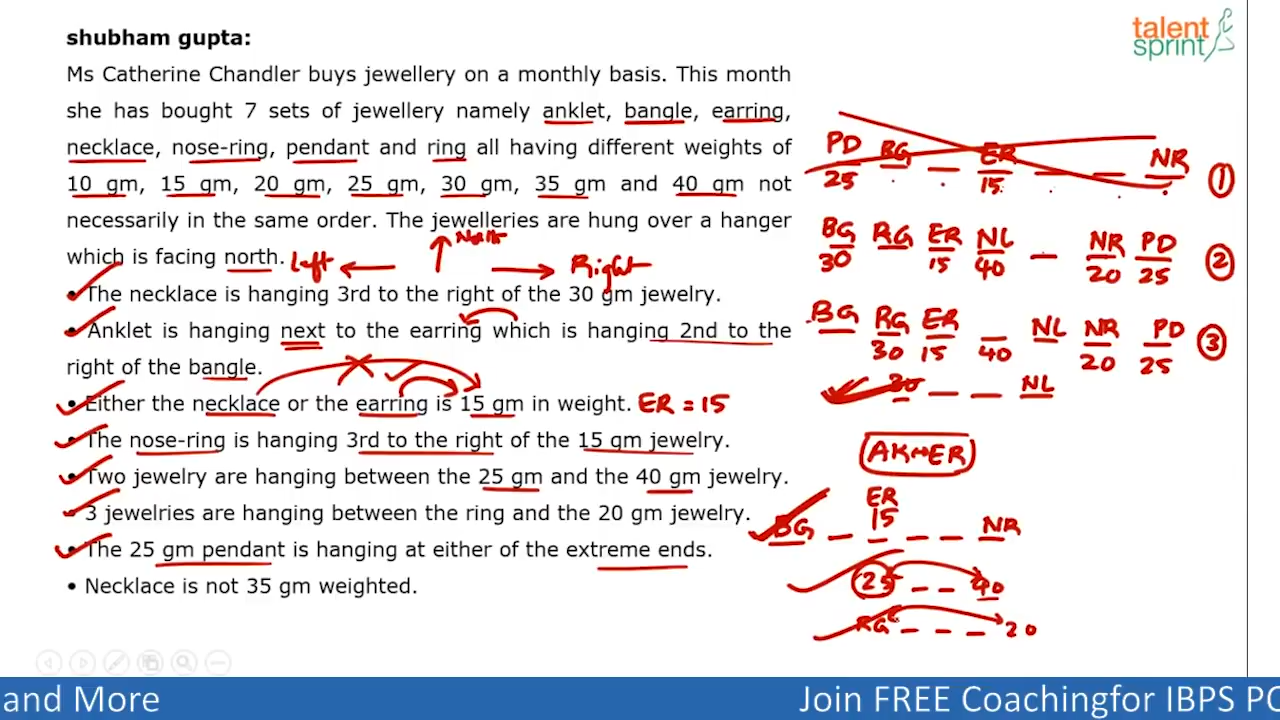 shubham gupta:
talent
sprint
Ms Catherine Chandler buys jewellery on a monthly basis. This month
she has bought 7 sets of jewellery namely anklet, bangle, earring,
necklace, nose-ring, pendant and ring all having different weights of
10 gm, 15 gm, 20 gm, 25 gm, 30 gm, 35 gm and 40 gm not
necessarily in the same order. The jewelleries are hung over a hanger
which is facing north. Left North Right
• The necklace is hanging 3rd to the right of the 30 gm jewelry.
• Anklet is hanging next to the earring which is hanging 2nd to the
right of the bangle.
• Either the necklace or the earring is 15 gm in weight. ER = 15
• The nose-ring is hanging 3rd to the right of the 15 gm jewelry.
• Two jewelry are hanging between the 25 gm and the 40 gm jewelry.
• 3 jewelries are hanging between the ring and the 20 gm jewelry.
• The 25 gm pendant is hanging at either of the extreme ends.
• Necklace is not 35 gm weighted.
PD BG _ ER _ _ NR
25 15 1
BG RG ER NL _ NR PD
30 15 40 20 25 2
BG RG ER _ NL NR PD
30 15 40 20 25 3
30 _ _ NL
ER
15
BG _ _ _ _ NR
25 _ _ 40
RG _ _ _ 20
and More
Join FREE Coachingfor IBPS PO